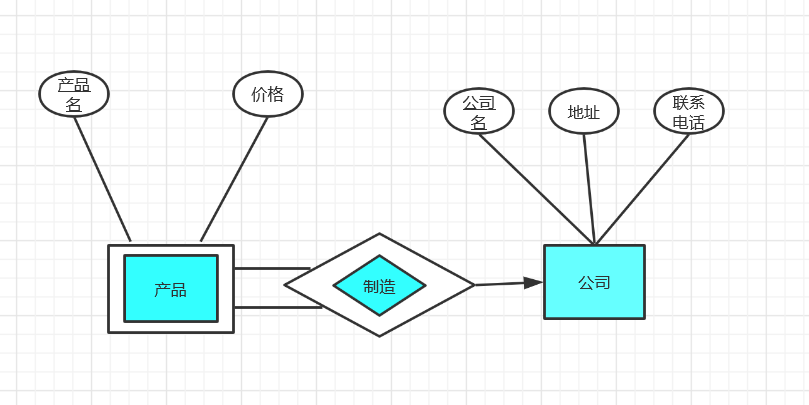 产品
名
价格
公司
名
地址
联系
电话
产品
制造
公司